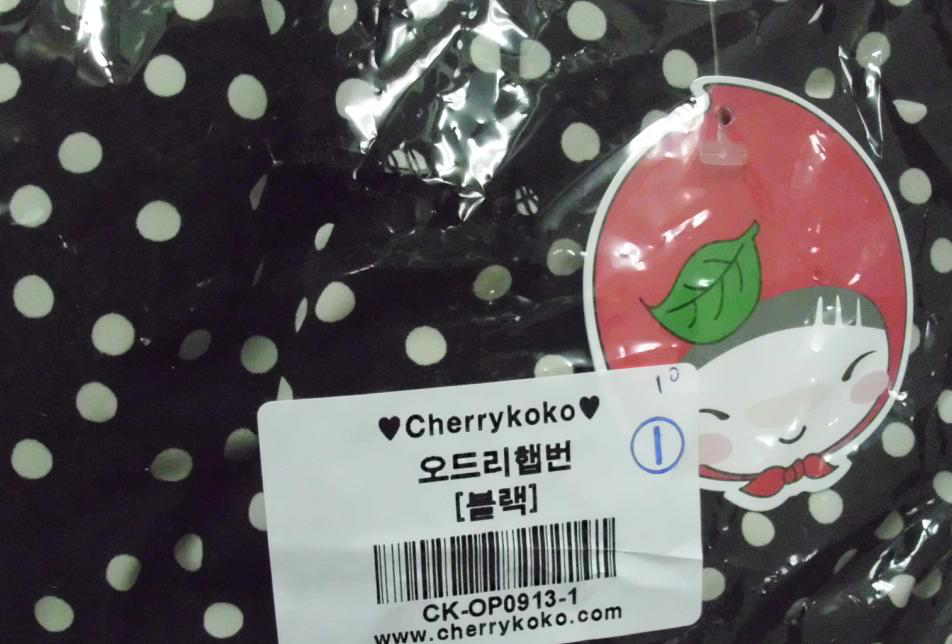 1⁰
♥Cherrykoko♥
오드리햅번
1
[블랙]
CK-OP0913-1
www.cherrykoko.com